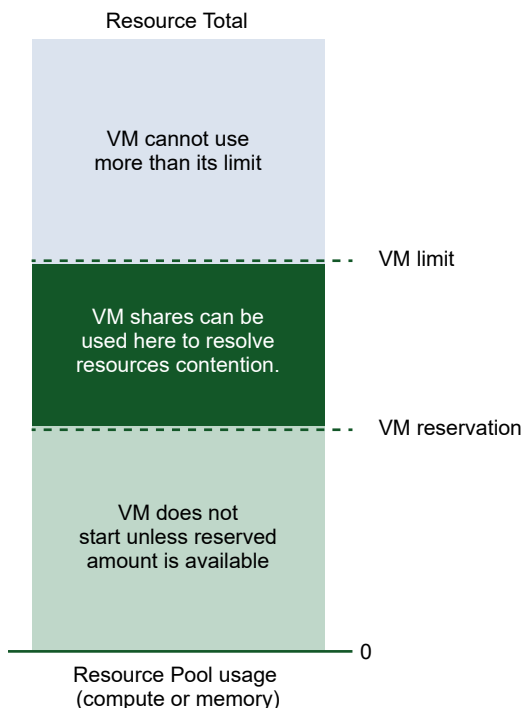 Resource Total
VM cannot use
more than its limit
VM limit
VM shares can be
used here to resolve
resources contention.
VM reservation
VM does not
start unless reserved
amount is available
0
Resource Pool usage
(compute or memory)